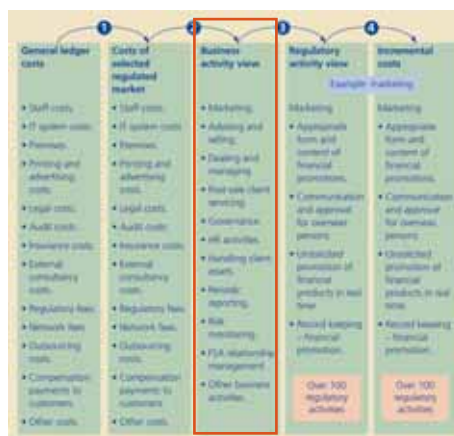 1 2 3 4
General ledger
costs
Costs of
selected
regulated
market
Business
activity view
Regulatory
activity view
Incremental
costs
Example: marketing
• Staff costs.
• IT system costs.
• Premises.
• Printing and
advertising
costs.
• Legal costs.
• Audit costs.
• Insurance costs.
• External
consultancy
costs.
• Regulatory fees.
• Network fees.
• Outsourcing
costs.
• Compensation
payments to
customers.
• Other costs.
• Staff costs.
• IT system costs.
• Premises.
• Printing and
advertising
costs.
• Legal costs.
• Audit costs.
• Insurance costs.
• External
consultancy
costs.
• Regulatory fees.
• Network fees.
• Outsourcing
costs.
• Compensation
payments to
customers.
• Other costs.
• Marketing.
• Advising and
selling.
• Dealing and
managing.
• Post-sale client
servicing.
• Governance.
• HR activities.
• Handling client
assets.
• Periodic
reporting.
• Risk
monitoring.
• FSA relationship
management.
• Other business
activities.
Marketing
• Appropriate
form and
content of
financial
promotions.
• Communication
and approval
for overseas
persons.
• Unsolicited
promotion of
financial
products in real
time.
• Record keeping
- financial
promotion.
Over 100
regulatory
activities
Marketing
• Appropriate
form and
content of
financial
promotions.
• Communication
and approval
for overseas
persons.
• Unsolicited
promotion of
financial
products in real
time.
• Record keeping
- financial
promotion.
Over 100
regulatory
activities